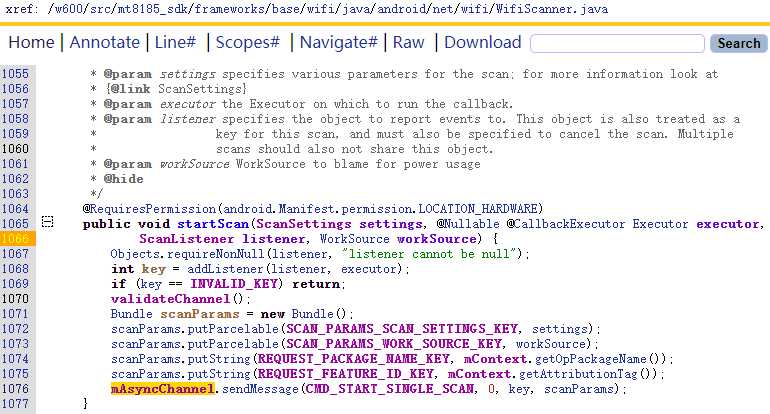 xref: /w600/src/mt8185_sdk/frameworks/base/wifi/java/android/net/wifi/WifiScanner.java
Home | Annotate | Line# | Scopes# | Navigate# | Raw | Download Search
1055 * @param settings specifies various parameters for the scan; for more information look at
1056 * {@link ScanSettings}
1057 * @param executor the Executor on which to run the callback.
1058 * @param listener specifies the object to report events to. This object is also treated as a
1059 * key for this scan, and must also be specified to cancel the scan. Multiple
1060 * scans should also not share this object.
1061 * @param workSource WorkSource to blame for power usage
1062 * @hide
1063 */
1064 @RequiresPermission(android.Manifest.permission.LOCATION_HARDWARE)
1065 public void startScan(ScanSettings settings, @Nullable @CallbackExecutor Executor executor,
1066 ScanListener listener, WorkSource workSource) {
1067 Objects.requireNonNull(listener, "listener cannot be null");
1068 int key = addListener(listener, executor);
1069 if (key == INVALID_KEY) return;
1070 validateChannel();
1071 Bundle scanParams = new Bundle();
1072 scanParams.putParcelable(SCAN_PARAMS_SCAN_SETTINGS_KEY, settings);
1073 scanParams.putParcelable(SCAN_PARAMS_WORK_SOURCE_KEY, workSource);
1074 scanParams.putString(REQUEST_PACKAGE_NAME_KEY, mContext.getOpPackageName());
1075 scanParams.putString(REQUEST_FEATURE_ID_KEY, mContext.getAttributionTag());
1076 mAsyncChannel.sendMessage(CMD_START_SINGLE_SCAN, 0, key, scanParams);
1077 }